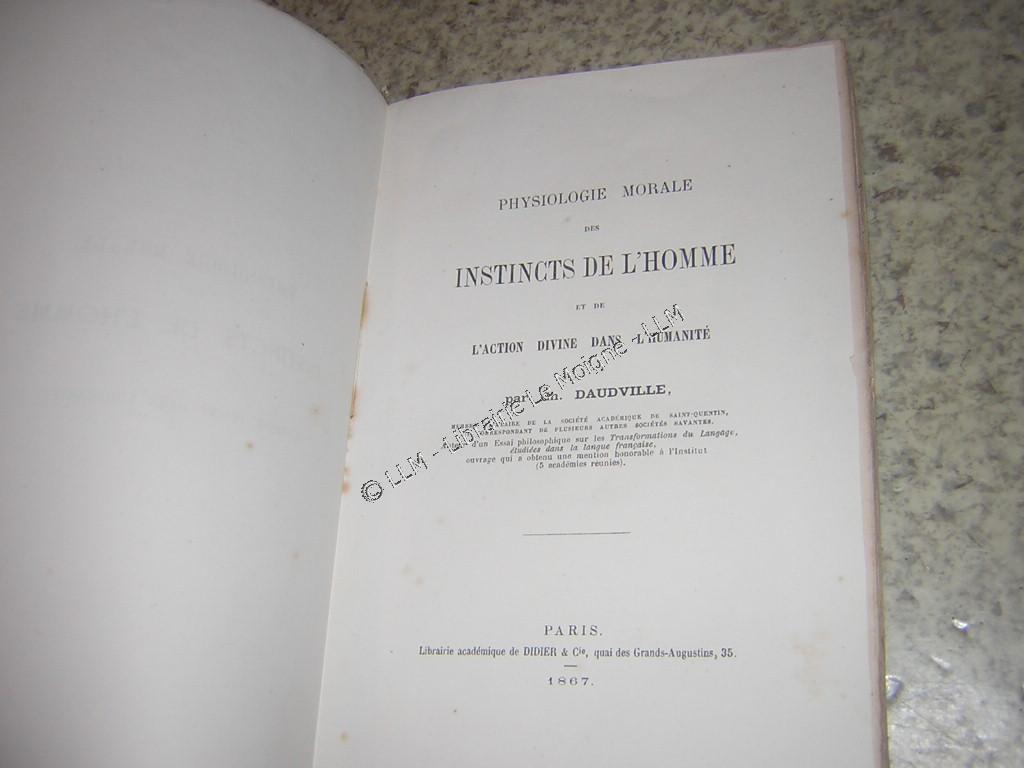 PHYSIOLOGIE MORALE
DES
INSTINCTS DE L'HOMME
ET DE
L'ACTION DIVINE DANS L'HUMANITÉ
par Ch. DAUDVILLE,
DE LA SOCIÉTÉ ACADÉMIQUE DE SAINT-QUENTIN,
CORRESPONDANT DE PLUSIEURS AUTRES SOCIÉTÉS SAVANTES.
d'un Essai philosophique sur les Transformations du Langage,
étudiées dans la langue française,
ouvrage qui a obtenu une mention honorable à l'Institut
(5 académies réunies).
© LLM - Librairie Le Moigne - LLM
PARIS.
Librairie académique de DIDIER & Cie, quai des Grands-Augustins, 35.
1867.